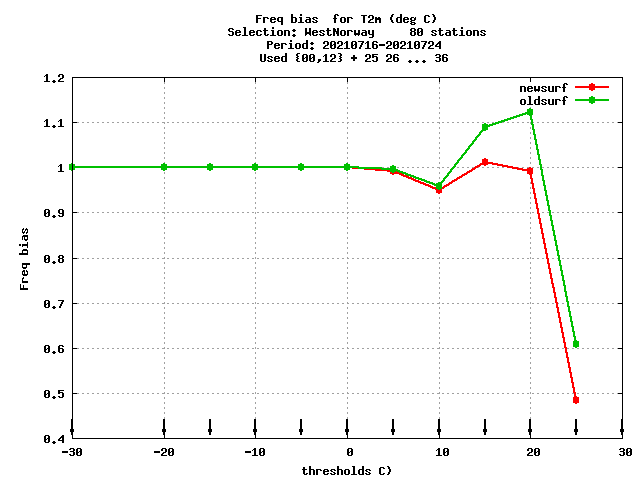 Freq bias  for T2m (deg C)
Selection: WestNorway     80 stations
Period: 20210716-20210724
Used {00,12} + 25 26 ... 36
newsurf
oldsurf
1.2
1.1
1
0.9
0.8
0.7
0.6
0.5
0.4
Freq bias
-30 -20 -10 0 10 20 30
thresholds C)